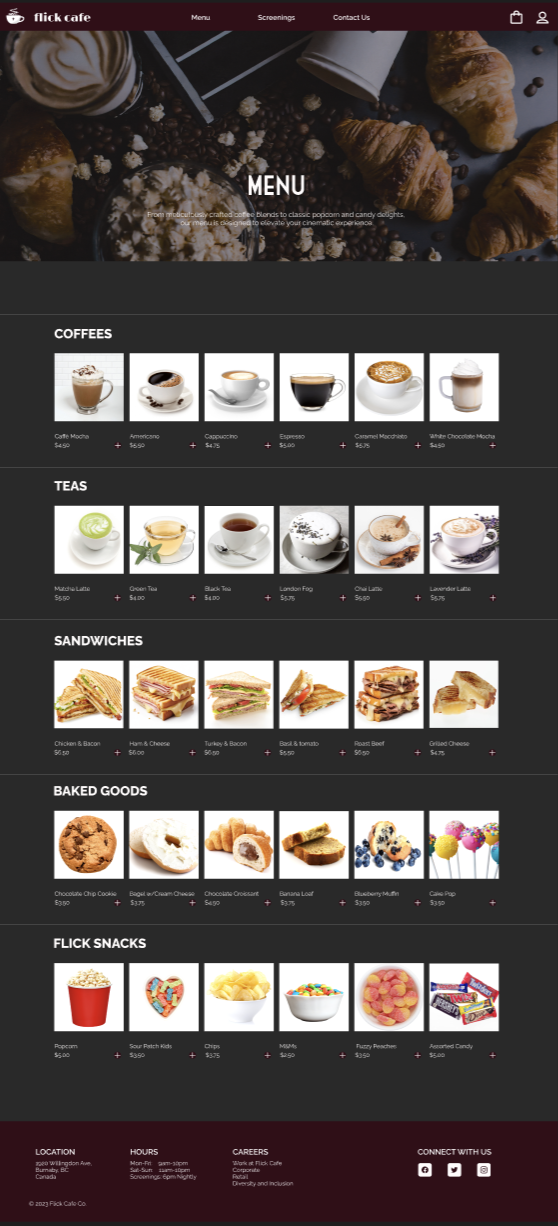 flick cafe
Menu
Screenings
Contact Us
MENU
From meticulously crafted coffee blends to classic popcorn and candy delights,
our menu is designed to elevate your cinematic experience.
COFFEES
Caffe Mocha
Americano
Cappuccino
Espresso
Caramel Macchiato
White Chocolate Mocha
$4.50
$5.50
$4.75
$5.00
$5.75
$4.50
TEAS
Matcha Latte
Green Tea
Black Tea
London Fog
Chai Latte
Lavender Latte
$5.50
$4.00
$4.00
$5.75
$5.50
$5.75
SANDWICHES
Chicken & Bacon
Ham & Cheese
Turkey & Bacon
Basil & tomato
Roast Beef
Grilled Cheese
$6.50
$6.00
$6.50
$5.50
$6.50
$4.75
BAKED GOODS
Chocolate Chip Cookie
Bagel w/Cream Cheese
Chocolate Croissant
Banana Loaf
Blueberry Muffin
Cake Pop
$3.50
$3.75
$4.50
$3.75
$3.50
$3.50
FLICK SNACKS
Popcorn
Sour Patch Kids
Chips
M&Ms
Fuzzy Peaches
Assorted Candy
$5.00
$3.50
$3.75
$2.50
$3.50
$5.00
LOCATION
1920 Willingdon Ave,
Burnaby, BC
Canada
HOURS
Mon-Fri: 9am-10pm
Sat-Sun: 11am-10pm
Screenings: 6pm Nightly
CAREERS
Work at Flick Cafe
Corporate
Retail
Diversity and Inclusion
CONNECT WITH US
© 2023 Flick Cafe Co.